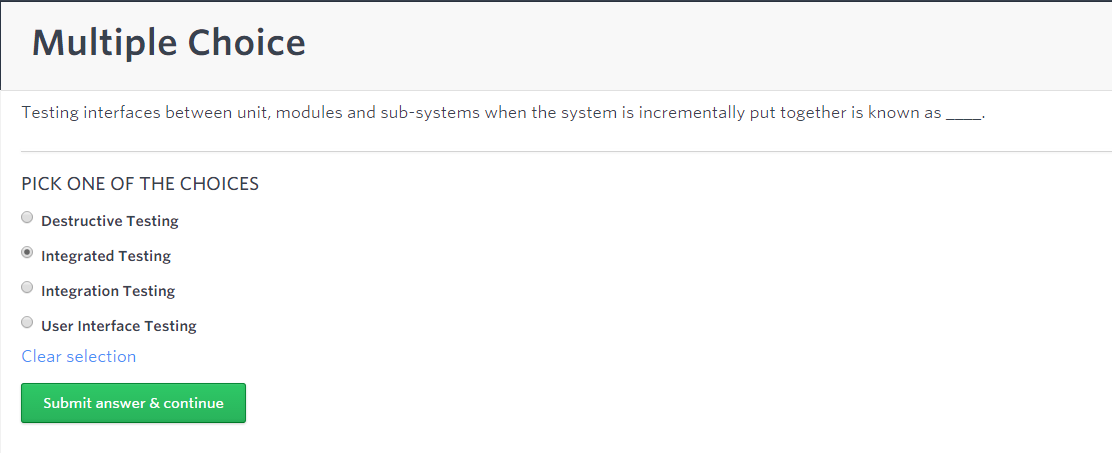 Multiple Choice
Testing interfaces between unit, modules and sub-systems when the system is incrementally put together is known as ____.
PICK ONE OF THE CHOICES
Destructive Testing
Integrated Testing
Integration Testing
User Interface Testing
Clear selection
Submit answer & continue